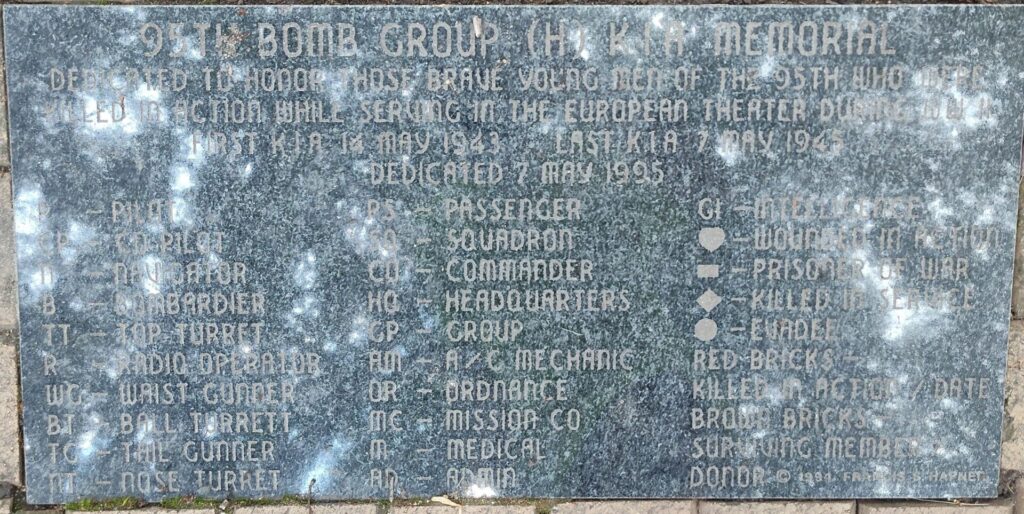 95TH BOMB GROUP (H) KIA MEMORIAL
DEDICATED TO HONOR THOSE BRAVE YOUNG MEN OF THE 95TH WHO WERE
KILLED IN ACTION WHILE SERVING IN THE EUROPEAN THEATER DURING WW II
FIRST KIA 14 MAY 1943 LAST KIA 7 MAY 1945
DEDICATED 7 MAY 1995
P – PILOT PS – PASSENGER GI – INTELLIGENCE
CP – CO-PILOT SQ – SQUADRON – WOUNDED IN ACTION
N – NAVIGATOR CO – COMMANDER – PRISONER OF WAR
B – BOMBARDIER HQ – HEADQUARTERS – KILLED IN SERVICE
TT – TOP TURRET GP – GROUP – EVADEE
R – RADIO OPERATOR AM – A/C MECHANIC RED BRICKS –
WG – WAIST GUNNER OR – ORDNANCE KILLED IN ACTION / DATE
BT – BALL TURRETT MC – MISSION CO BROWN BRICKS –
TG – TAIL GUNNER M – MEDICAL SURVIVING MEMBER &
NT – NOSE TURRET AD – ADMIN DONOR ©